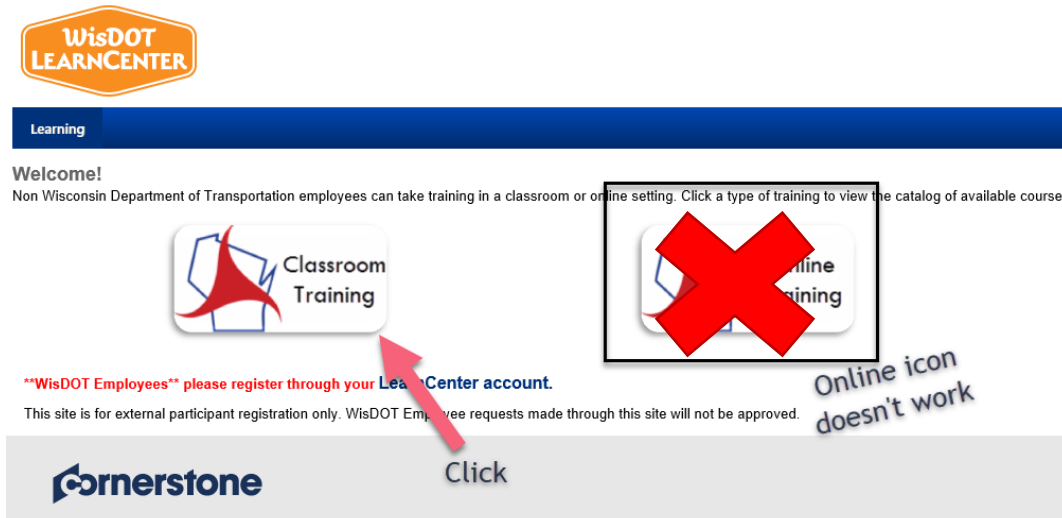 WisDOT
LEARNCENTER
Learning
Welcome!
Non Wisconsin Department of Transportation employees can take training in a classroom or online setting. Click a type of training to view the catalog of available course
Classroom
Training
nline
aining
**WisDOT Employees** please register through your LearnCenter account.
Online icon
doesn't work
This site is for external participant registration only. WisDOT Employee requests made through this site will not be approved.
Click
cornerstone